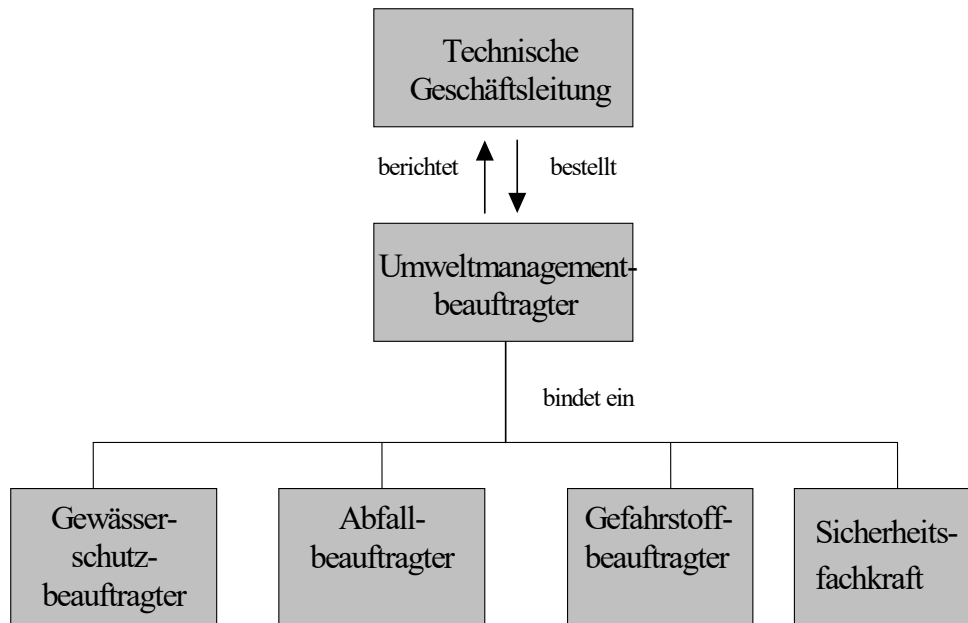 Technische
Geschäftsleitung
berichtet
bestellt
Umweltmanagement-
beauftragter
bindet ein
Gewässer-
schutz-
beauftragter
Abfall-
beauftragter
Gefahrstoff-
beauftragter
Sicherheits-
fachkraft